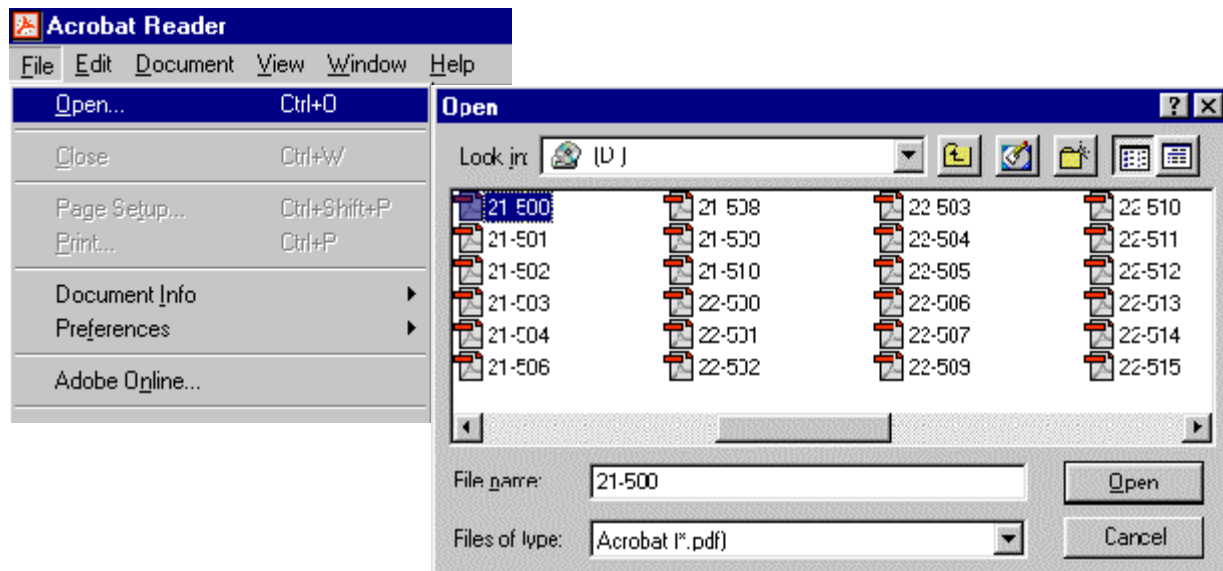 Acrobat Reader
File Edit Document View Window Help
Open... Ctrl+O
Close Ctrl+W
Page Setup... Ctrl+Shift+P
Print... Ctrl+P
Document Info
Preferences
Adobe Online...
Open
Look in: (D:)
21-500 21-508 22-503 22-510
21-501 21-509 22-504 22-511
21-502 21-510 22-505 22-512
21-503 22-500 22-506 22-513
21-504 22-501 22-507 22-514
21-506 22-502 22-509 22-515
File name: 21-500 Open
Files of type: Acrobat (*.pdf) Cancel